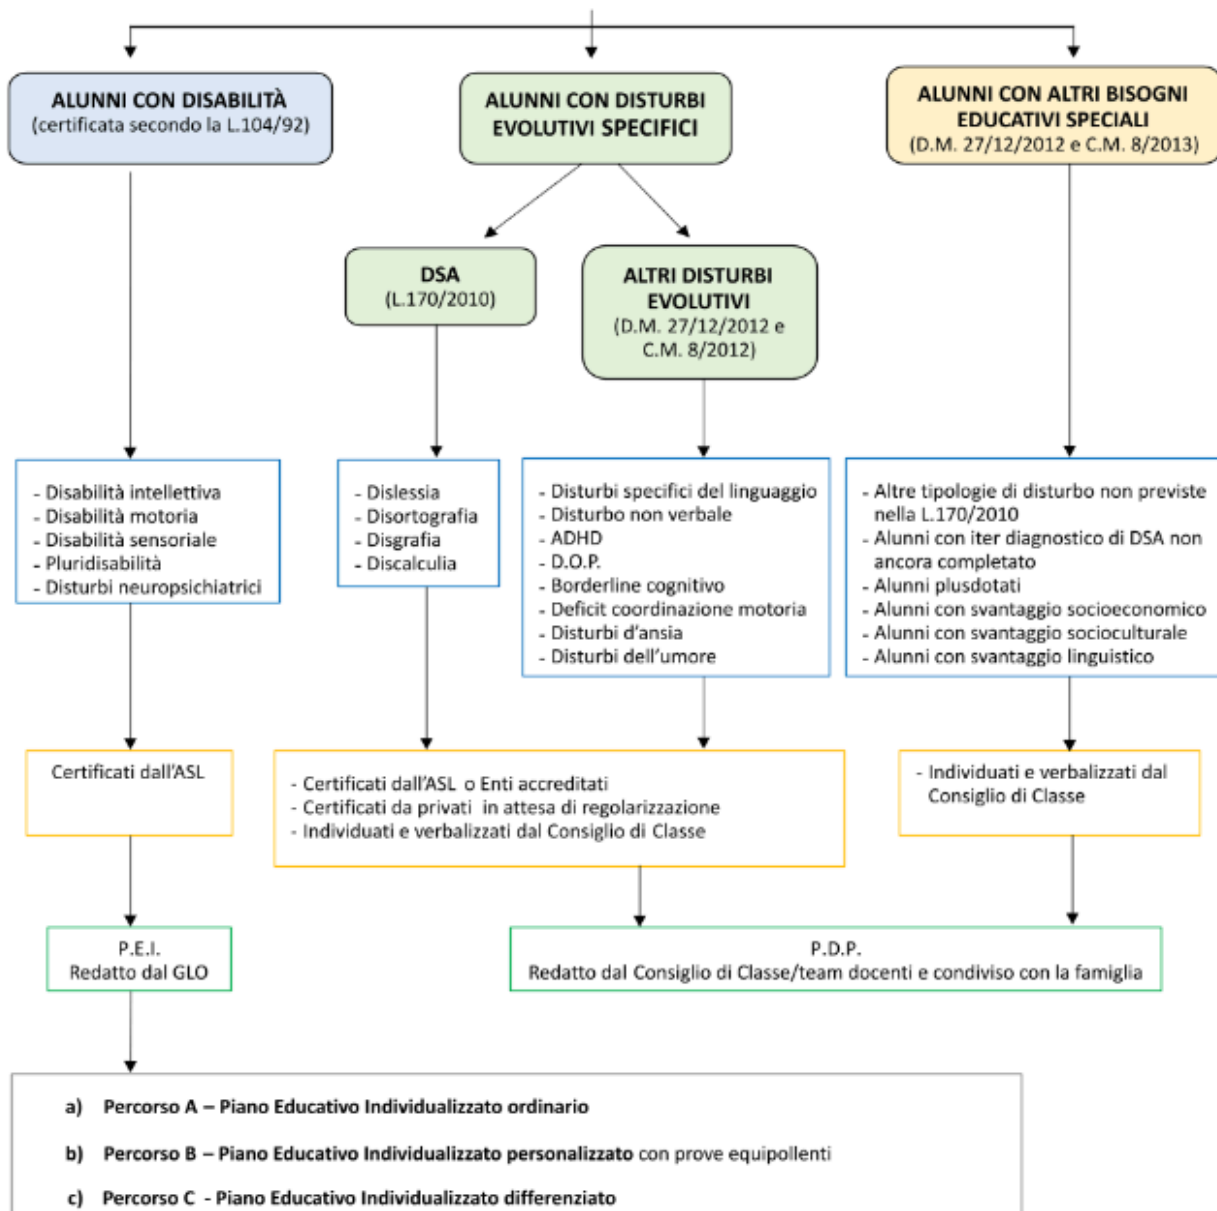 ALUNNI CON DISABILITÀ
(certificata secondo la L.104/92)
ALUNNI CON DISTURBI
EVOLUTIVI SPECIFICI
ALUNNI CON ALTRI BISOGNI
EDUCATIVI SPECIALI
(D.M. 27/12/2012 e C.M. 8/2013)
DSA
(L.170/2010)
ALTRI DISTURBI
EVOLUTIVI
(D.M. 27/12/2012 e
C.M. 8/2012)
- Disabilità intellettiva
- Disabilità motoria
- Disabilità sensoriale
- Pluridisabilità
- Disturbi neuropsichiatrici
- Dislessia
- Disortografia
- Disgrafia
- Discalculia
- Disturbi specifici del linguaggio
- Disturbo non verbale
- ADHD
- D.O.P.
- Borderline cognitivo
- Deficit coordinazione motoria
- Disturbi d'ansia
- Disturbi dell'umore
- Altre tipologie di disturbo non previste
nella L.170/2010
- Alunni con iter diagnostico di DSA non
ancora completato
- Alunni plusdotati
- Alunni con svantaggio socioeconomico
- Alunni con svantaggio socioculturale
- Alunni con svantaggio linguistico
Certificati dall'ASL
- Certificati dall'ASL o Enti accreditati
- Certificati da privati in attesa di regolarizzazione
- Individuati e verbalizzati dal Consiglio di Classe
- Individuati e verbalizzati dal
Consiglio di Classe
P.E.I.
Redatto dal GLO
P.D.P.
Redatto dal Consiglio di Classe/team docenti e condiviso con la famiglia
a) Percorso A – Piano Educativo Individualizzato ordinario
b) Percorso B – Piano Educativo Individualizzato personalizzato con prove equipollenti
c) Percorso C - Piano Educativo Individualizzato differenziato